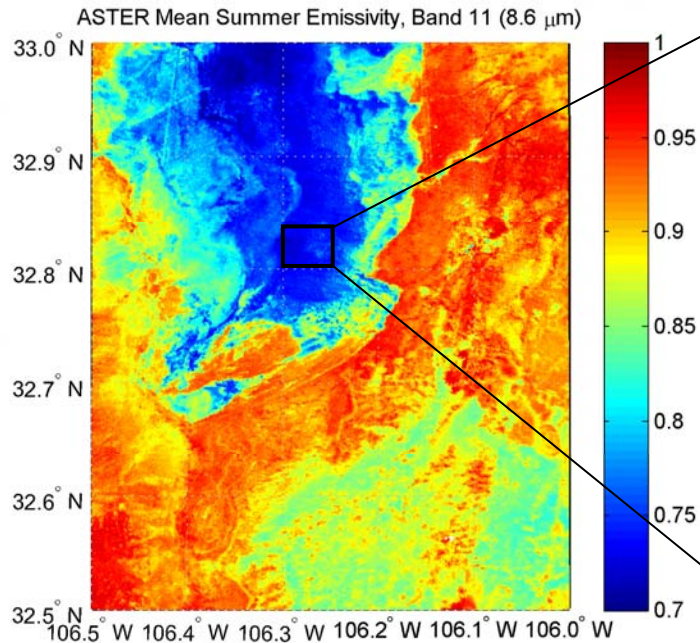 ASTER Mean Summer Emissivity, Band 11 (8.6 μm)
33.0° N
32.9° N
32.8° N
32.7° N
32.6° N
32.5° N
106.5° W 106.4° W 106.3° W 106.2° W 106.1° W 106.0° W
1
0.95
0.9
0.85
0.8
0.75
0.7